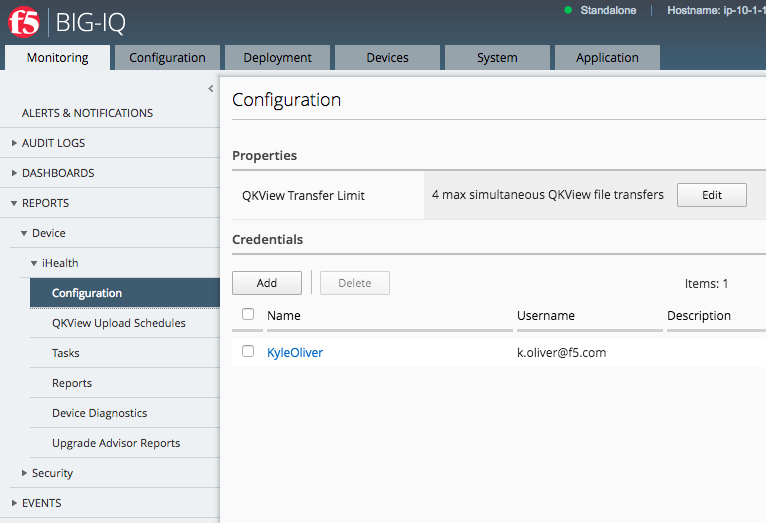 f5 BIG-IQ
Standalone Hostname: ip-10-1-1
Monitoring Configuration Deployment Devices System Application
ALERTS & NOTIFICATIONS
AUDIT LOGS
DASHBOARDS
REPORTS
Device
iHealth
Configuration
QKView Upload Schedules
Tasks
Reports
Device Diagnostics
Upgrade Advisor Reports
Security
EVENTS
Configuration
Properties
QKView Transfer Limit 4 max simultaneous QKView file transfers Edit
Credentials
Add Delete Items: 1
Name Username Description
KyleOliver k.oliver@f5.com